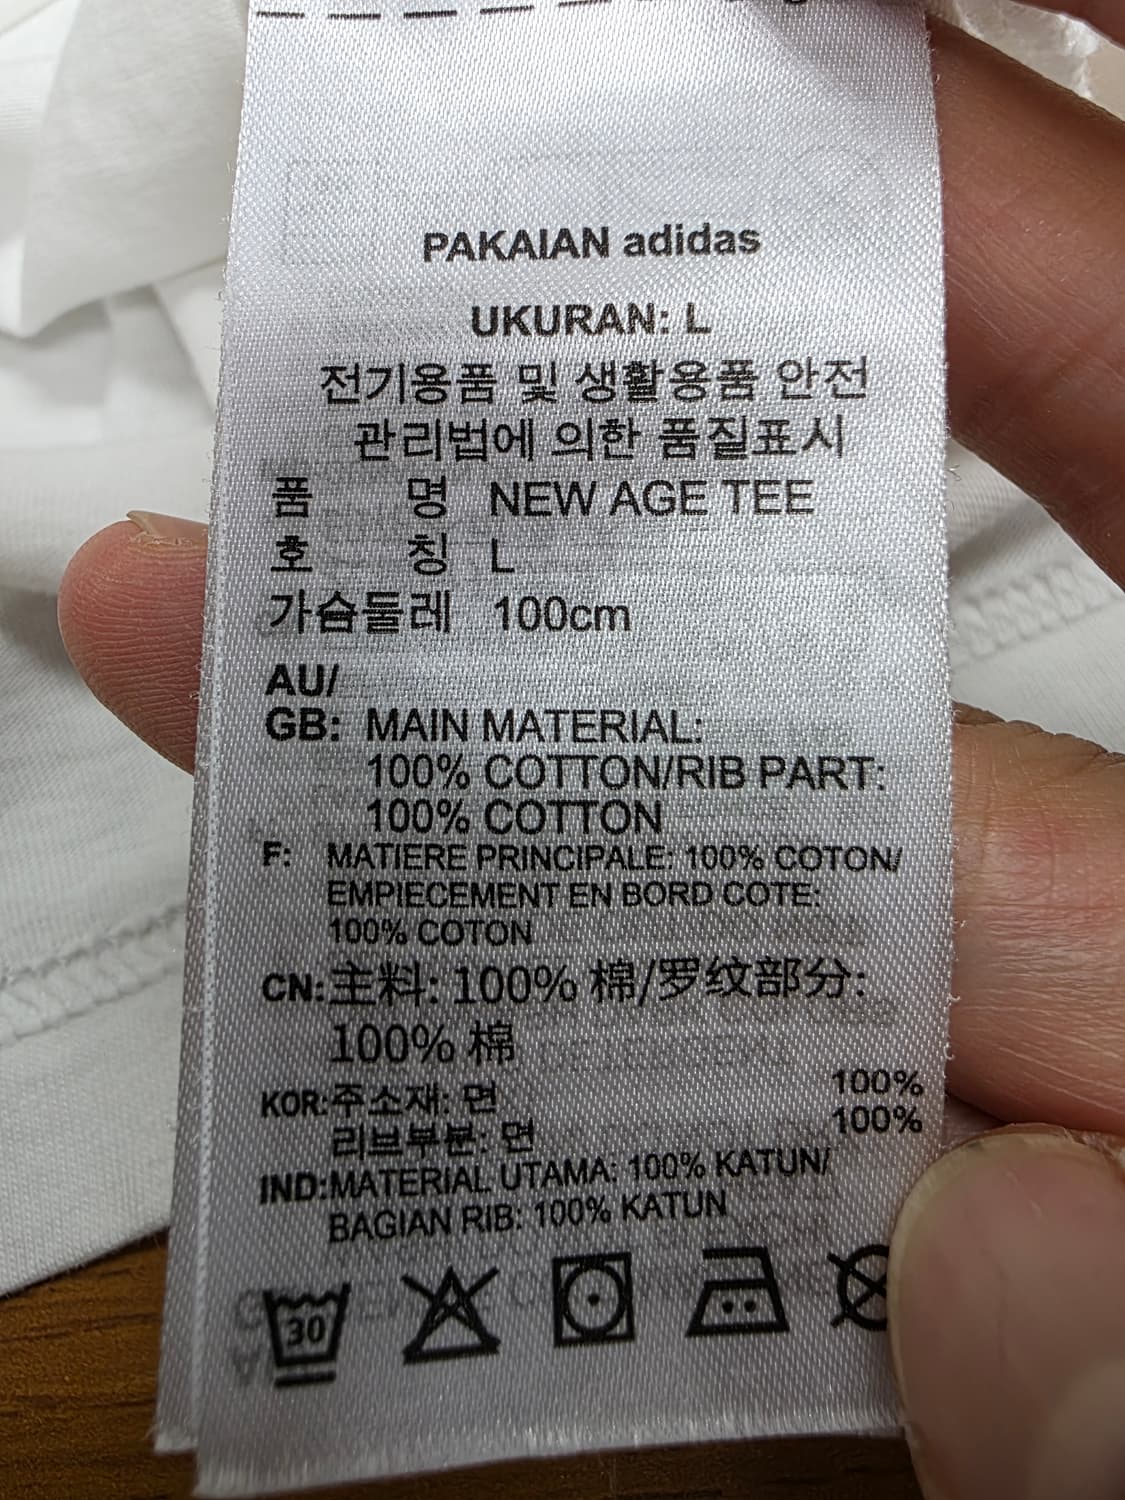 PAKAIAN adidas
UKURAN: L
전기용품 및 생활용품 안전
관리법에 의한 품질표시
품 명 NEW AGE TEE
호 칭 L
가슴둘레 100cm
AU/
GB: MAIN MATERIAL:
100% COTTON/RIB PART:
100% COTTON
F: MATIERE PRINCIPALE: 100% COTON/
EMPIECEMENT EN BORD COTE:
100% COTON
CN:主料: 100% 棉/罗纹部分:
100% 棉
KOR:주소재: 면 100%
리브부분: 면 100%
IND:MATERIAL UTAMA: 100% KATUN/
BAGIAN RIB: 100% KATUN
30